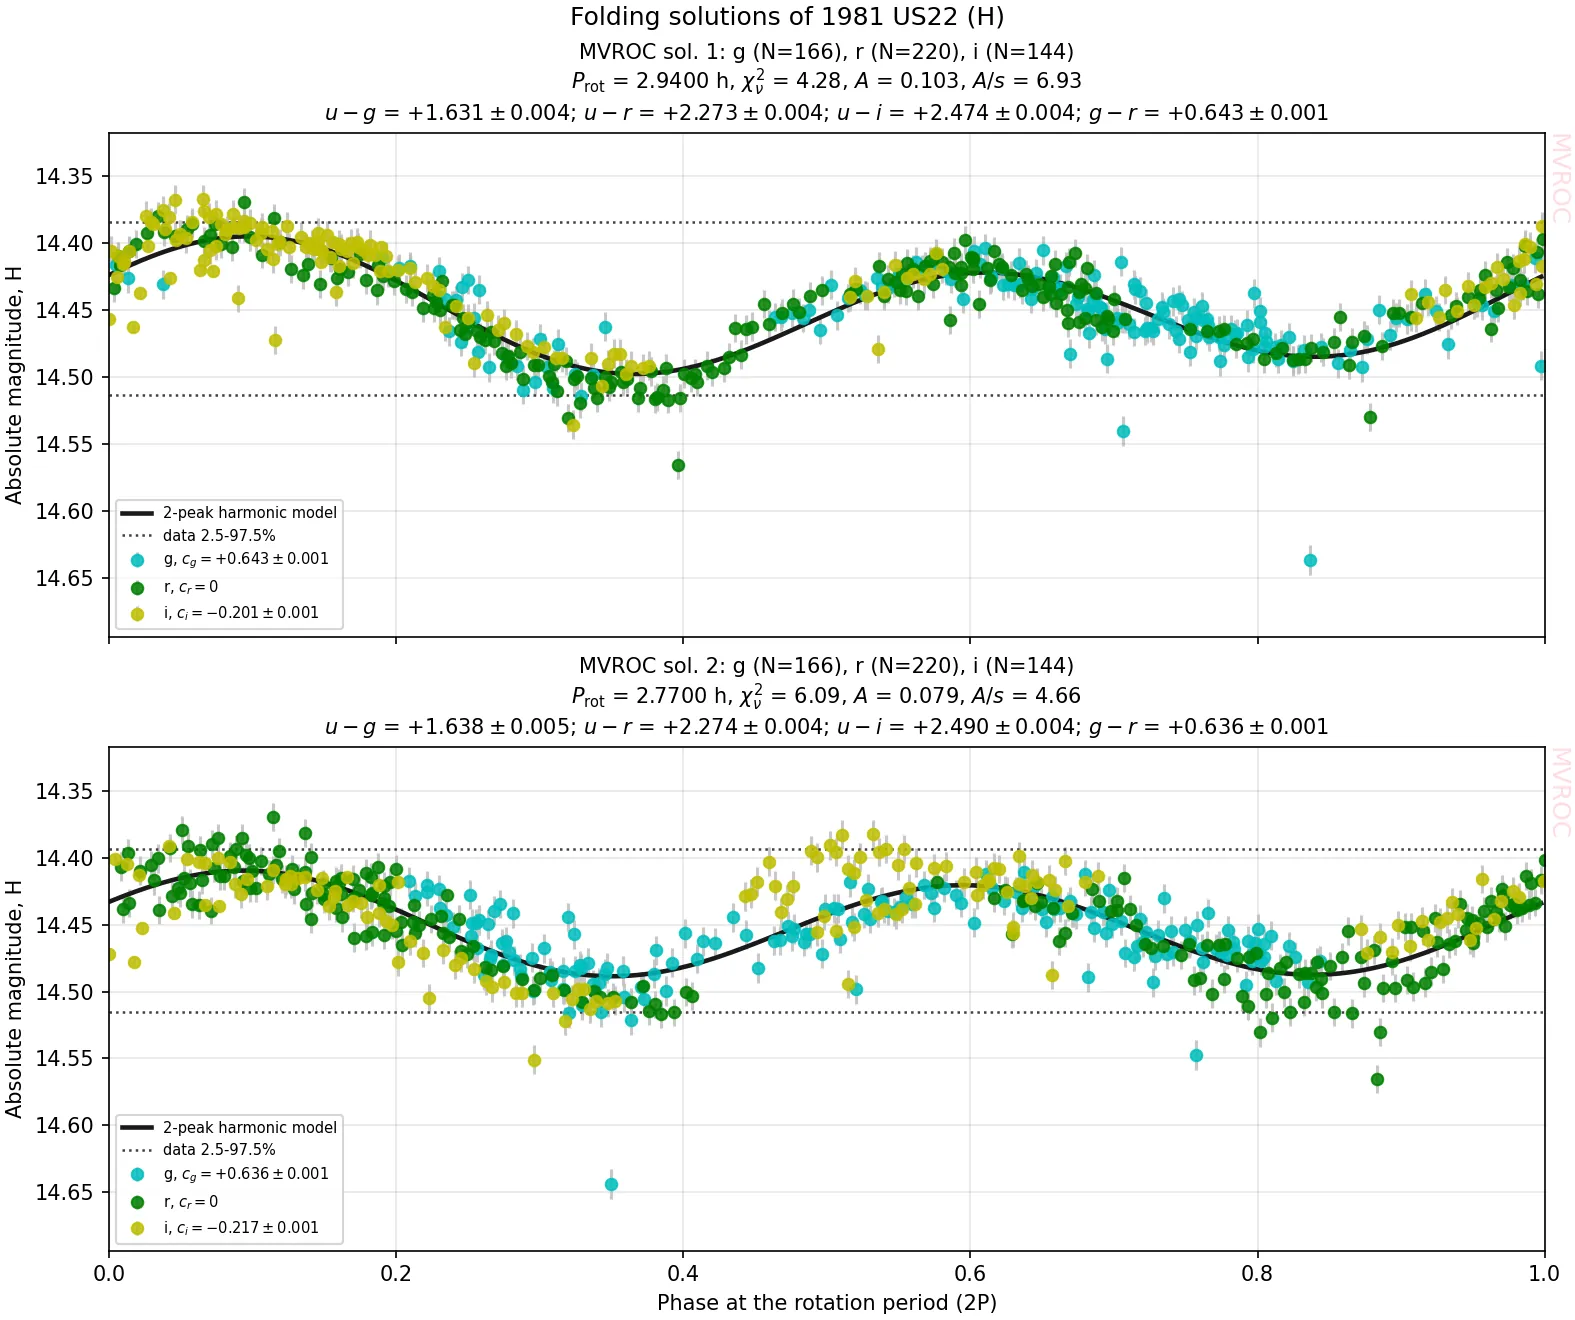 Folding solutions of 1981 US22 (H)
MVROC sol. 1: g (N=166), r (N=220), i (N=144)
P_rot = 2.9400 h, χ²_ν = 4.28, A = 0.103, A/s = 6.93
u − g = +1.631 ± 0.004; u − r = +2.273 ± 0.004; u − i = +2.474 ± 0.004; g − r = +0.643 ± 0.001
MVROC
14.35
14.40
14.45
14.50
14.55
14.60
14.65
Absolute magnitude, H
2-peak harmonic model
data 2.5-97.5%
g, c_g = +0.643 ± 0.001
r, c_r = 0
i, c_i = −0.201 ± 0.001
MVROC sol. 2: g (N=166), r (N=220), i (N=144)
P_rot = 2.7700 h, χ²_ν = 6.09, A = 0.079, A/s = 4.66
u − g = +1.638 ± 0.005; u − r = +2.274 ± 0.004; u − i = +2.490 ± 0.004; g − r = +0.636 ± 0.001
MVROC
14.35
14.40
14.45
14.50
14.55
14.60
14.65
Absolute magnitude, H
2-peak harmonic model
data 2.5-97.5%
g, c_g = +0.636 ± 0.001
r, c_r = 0
i, c_i = −0.217 ± 0.001
0.0 0.2 0.4 0.6 0.8 1.0
Phase at the rotation period (2P)